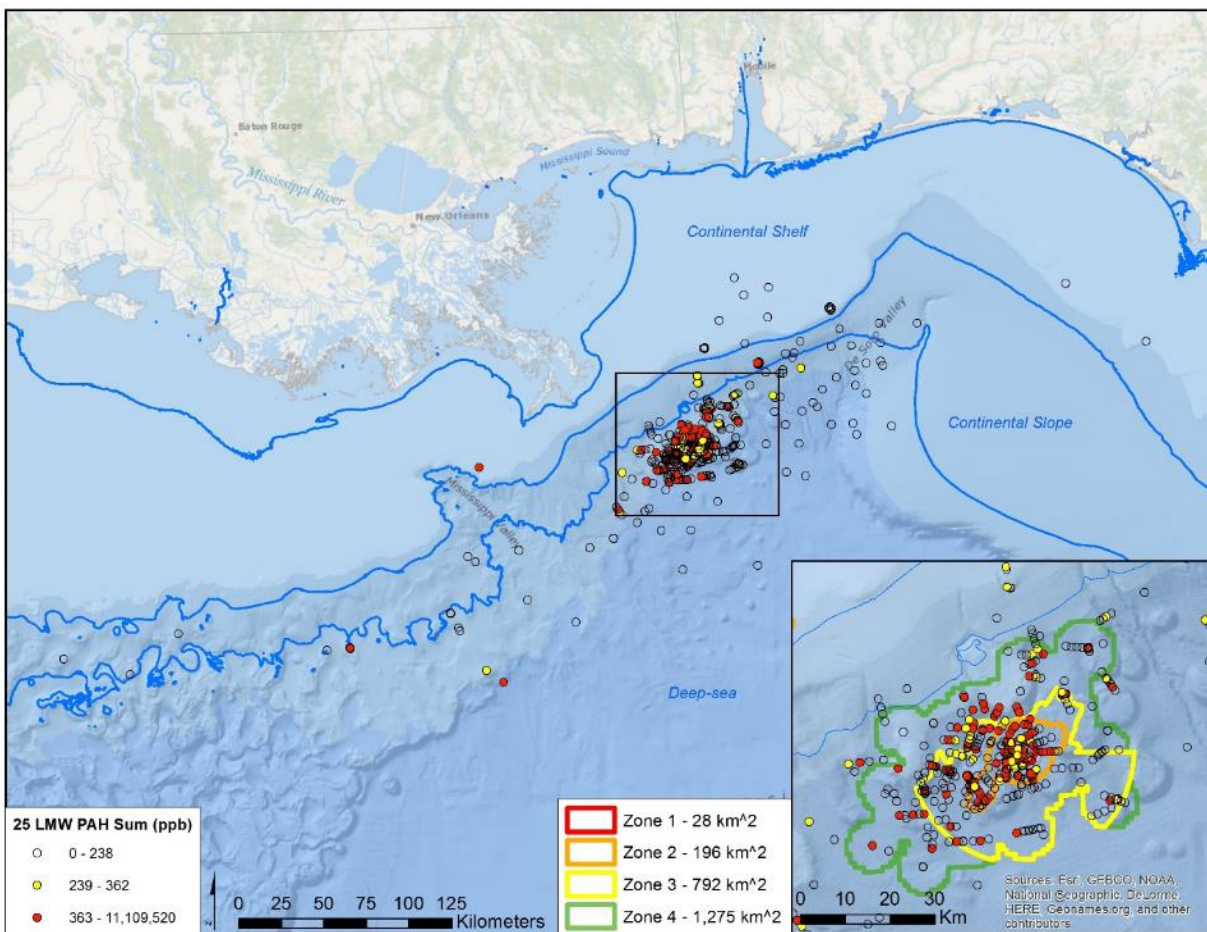 Mobile
Baton Rouge
Mississippi Sound
Mississippi River
New Orleans
Continental Shelf
De Soto Valley
Continental Slope
Mississippi Valley
Deep-sea
25 LMW PAH Sum (ppb)
0 - 238
239 - 362
363 - 11,109,520
0 25 50 75 100 125
Kilometers
Zone 1 - 28 km^2
Zone 2 - 196 km^2
Zone 3 - 792 km^2
Zone 4 - 1,275 km^2
0 10 20 30
Km
Sources: Esri, GEBCO, NOAA,
National Geographic, DeLorme,
HERE, Geonames.org, and other
contributors